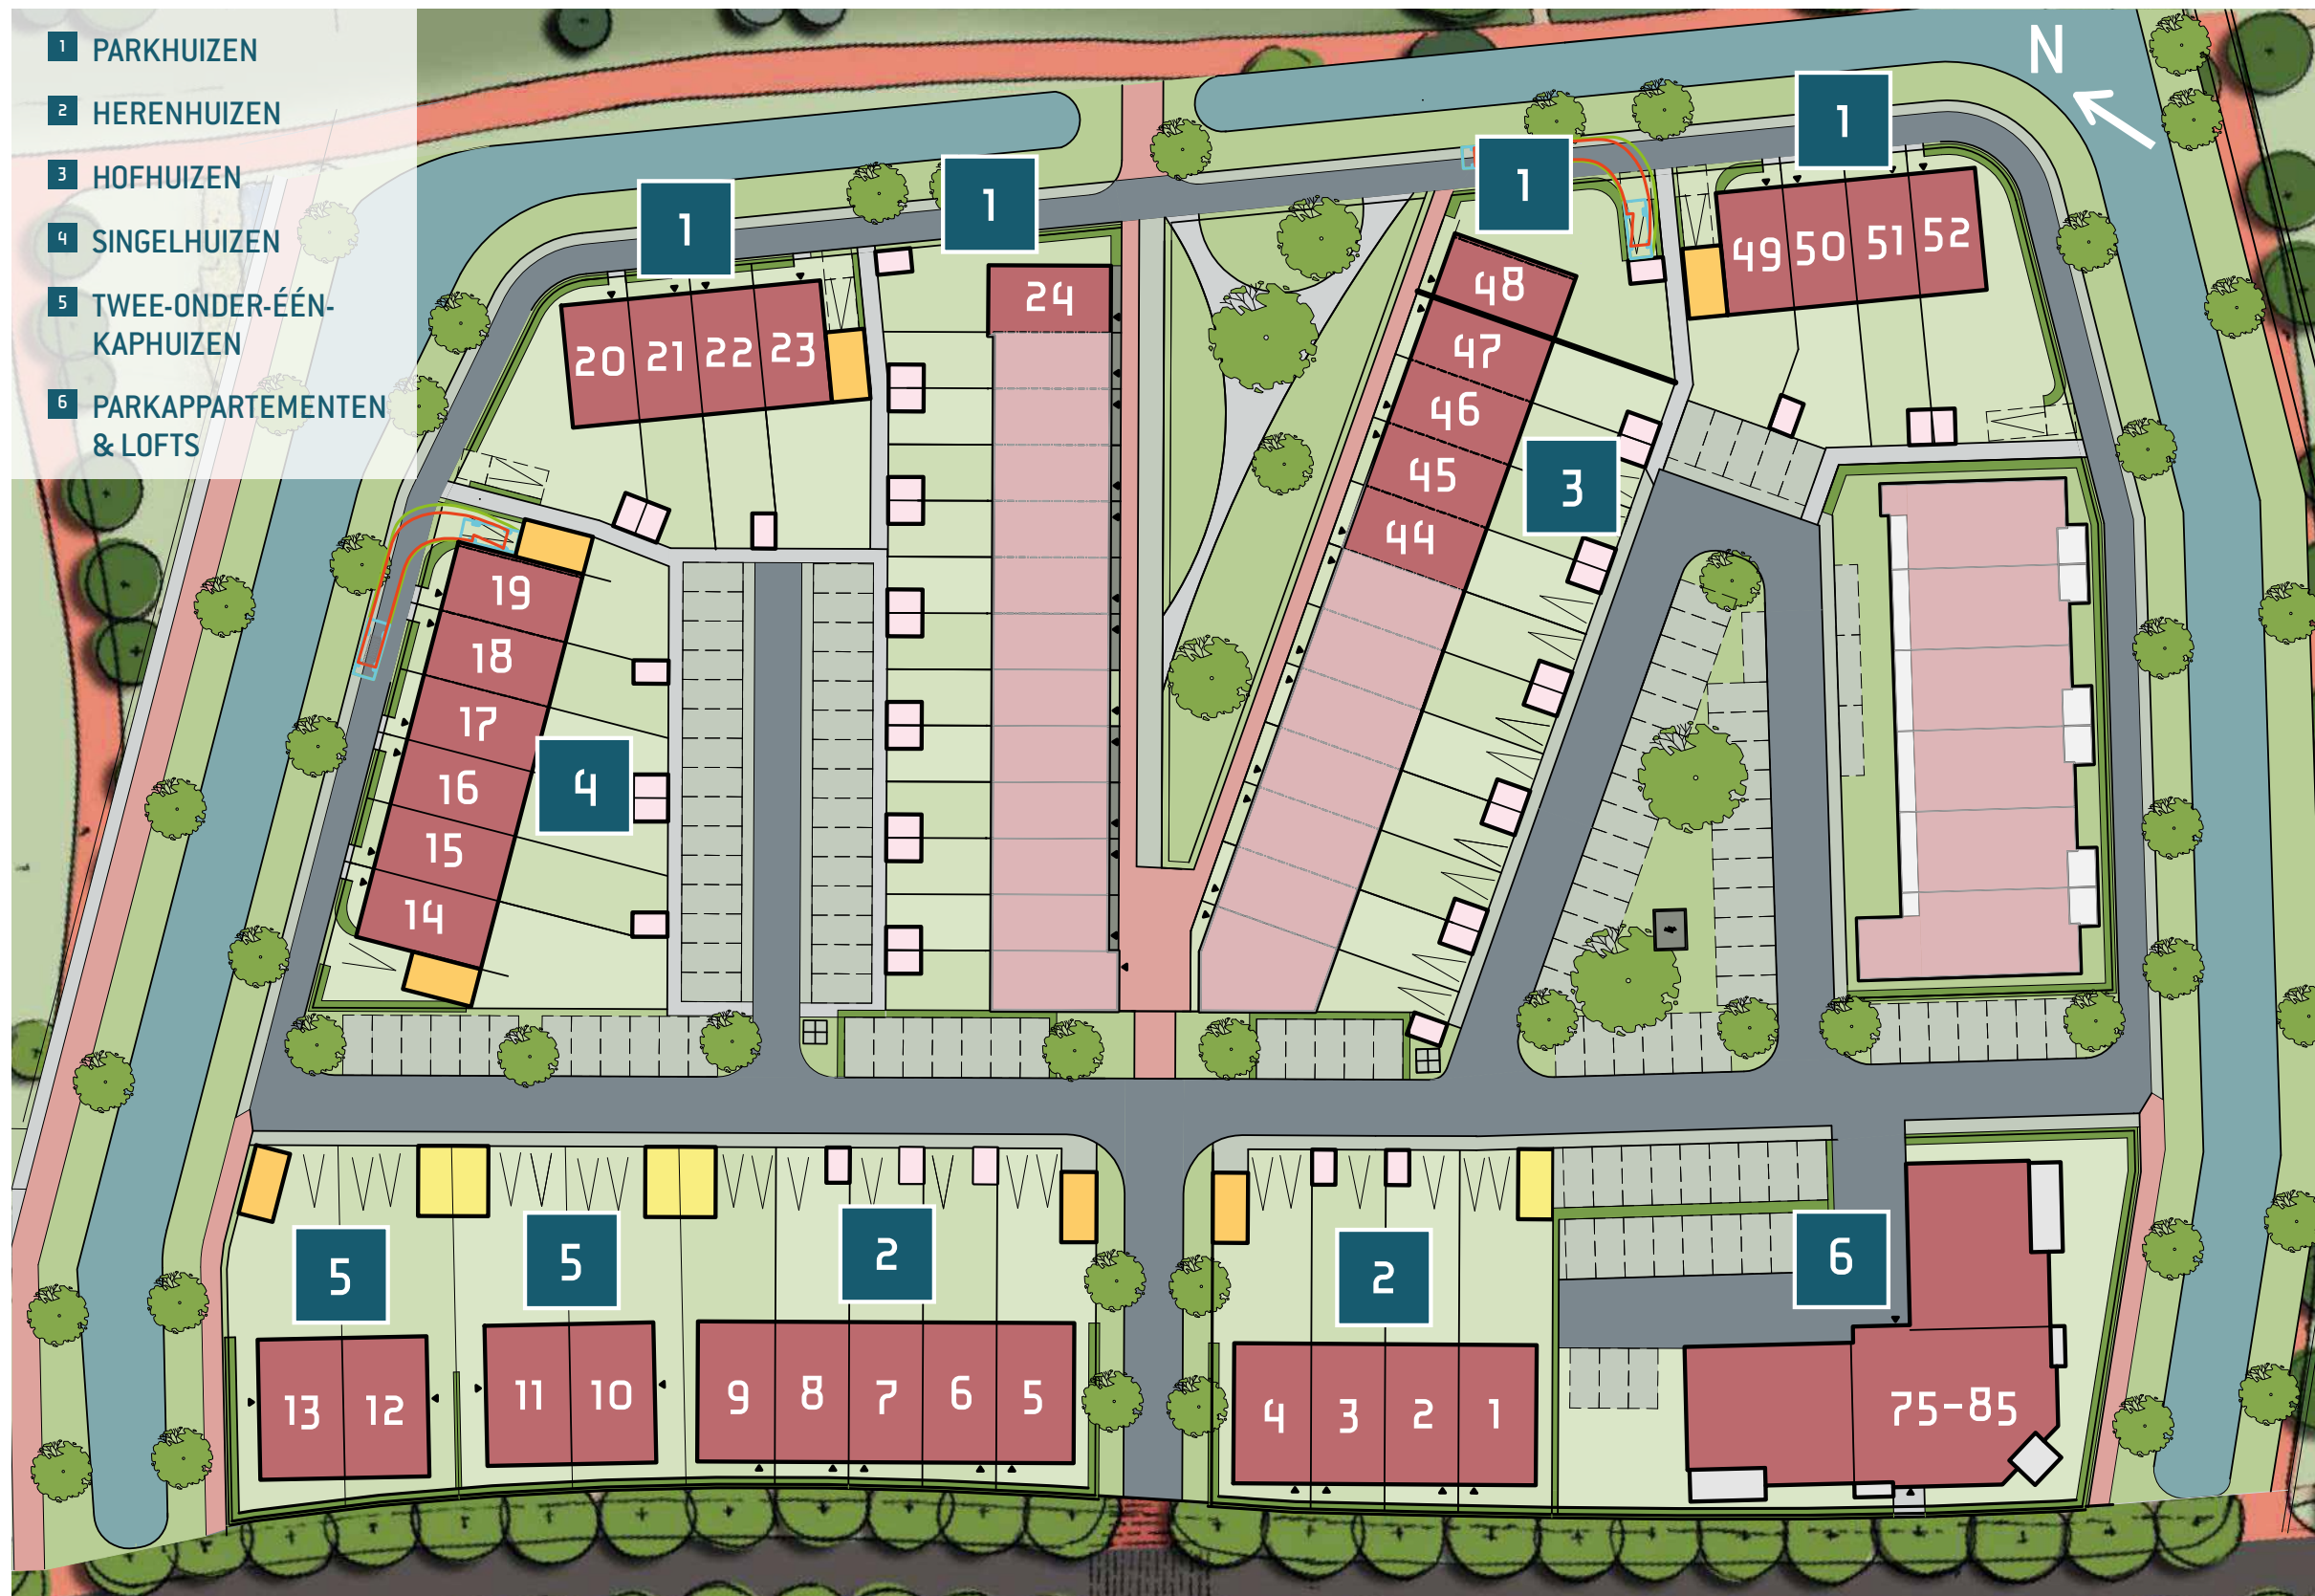 1 PARKHUIZEN
2 HERENHUIZEN
3 HOFHUIZEN
4 SINGELHUIZEN
5 TWEE-ONDER-ÉÉN-
KAPHUIZEN
6 PARKAPPARTEMENTEN
& LOFTS
N
1
1
1
1
20 21 22 23
24
48
47
46
45
44
49 50 51 52
3
19
18
17
16
15
14
4
5
5
2
2
6
13 12
11 10
9 8 7 6 5
4 3 2 1
75-85